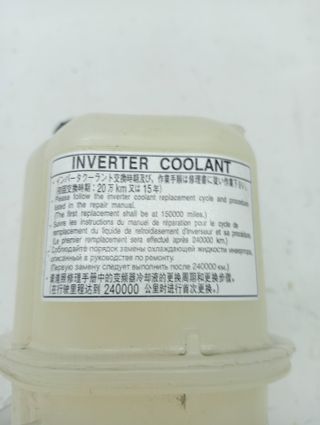 INVERTER COOLANT
・インバータクーラント交換時期及び、作業手順は修理書に従い作業下さい。
(初回交換時期：20万km又は15年)
- Please follow the inverter coolant replacement cycle and procedures
listed in the repair manual.
(The first replacement shall be at 150000 miles.)
- Suivre les instructions du manuel de réparation pour le cycle de
remplacement du liquide de refroidissement d'inverseur et sa procédure.
(Le premier remplacement sera effectué après 240000 km.)
- Соблюдайте порядок замены охлаждающей жидкости инвертора,
описанный в руководстве по ремонту.
(Первую замену следует выполнить после 240000 км.)
・请遵照修理手册中的变频器冷却液的更换周期和更换步骤。
(在行驶里程达到 240000 公里时进行首次更换。)